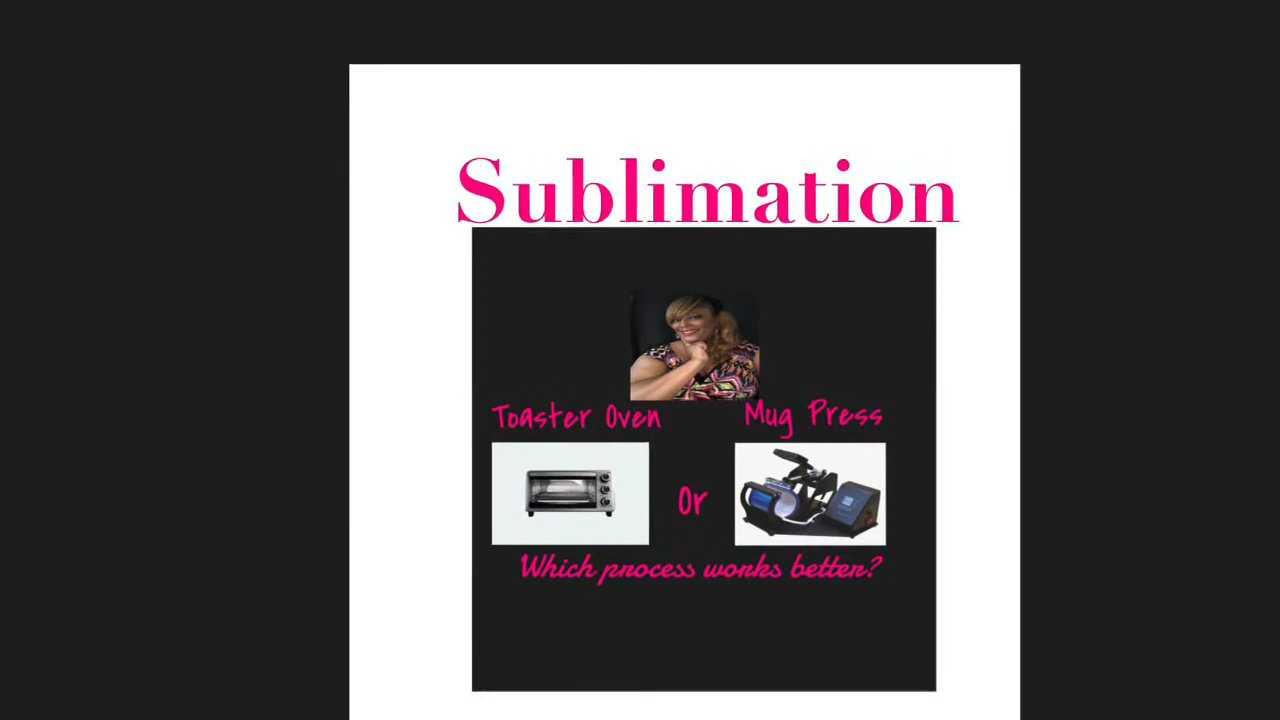 Sublimation
Toaster Oven
Mug Press
Or
Which process works better?